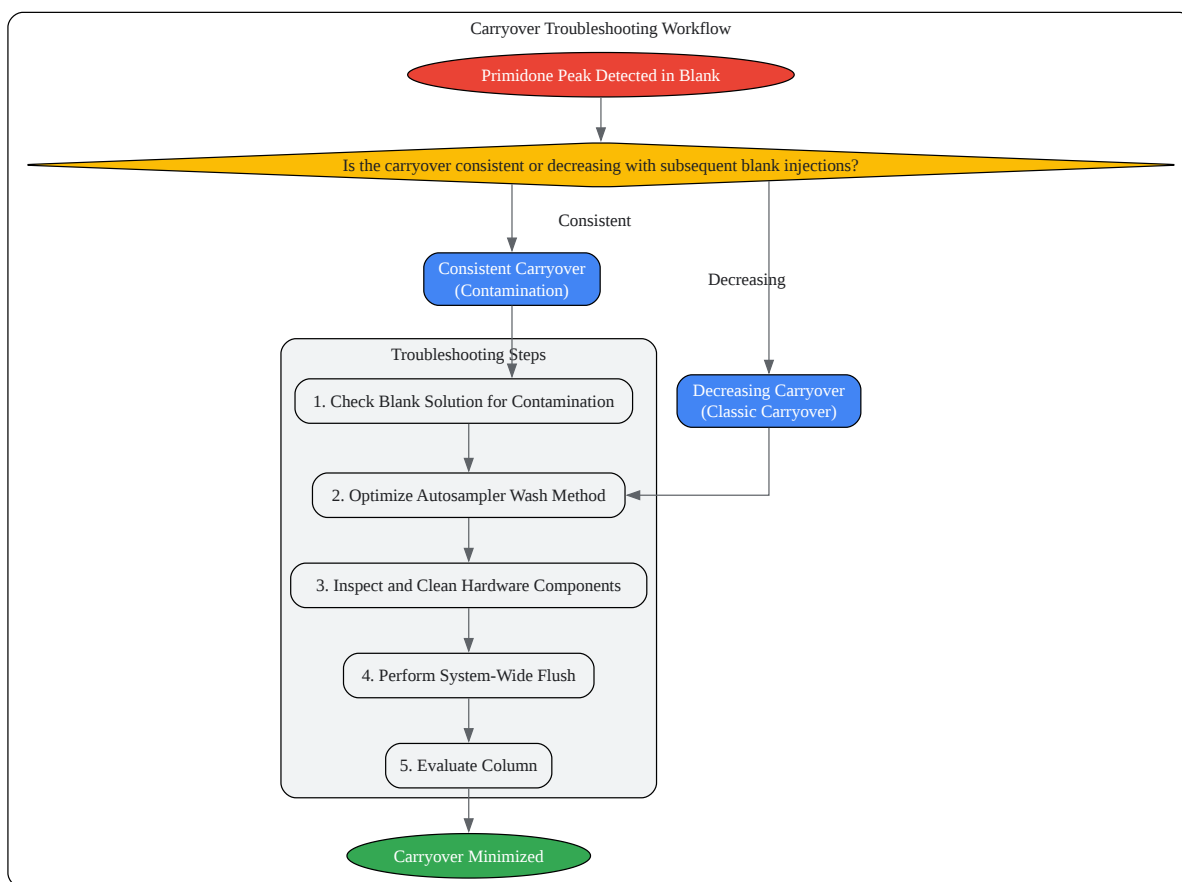 Carryover Troubleshooting Workflow
Primidone Peak Detected in Blank
Is the carryover consistent or decreasing with subsequent blank injections?
Consistent
Consistent Carryover
(Contamination)
Decreasing
Troubleshooting Steps
1. Check Blank Solution for Contamination
Decreasing Carryover
(Classic Carryover)
2. Optimize Autosampler Wash Method
3. Inspect and Clean Hardware Components
4. Perform System-Wide Flush
5. Evaluate Column
Carryover Minimized